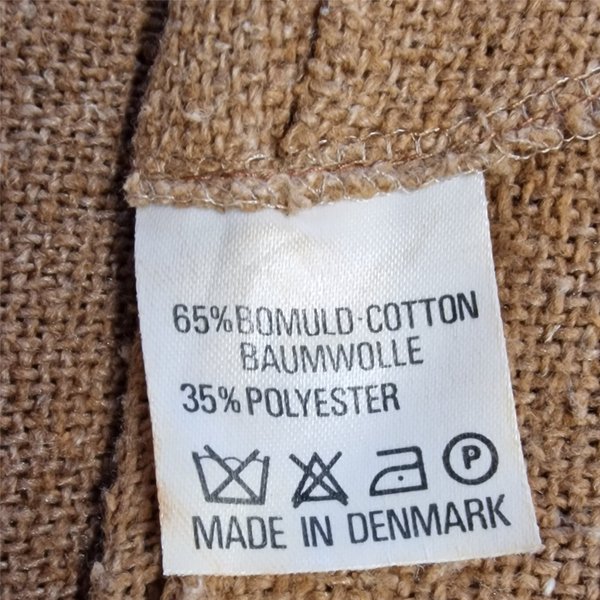 65% BOMULD·COTTON
BAUMWOLLE
35% POLYESTER
P
MADE IN DENMARK